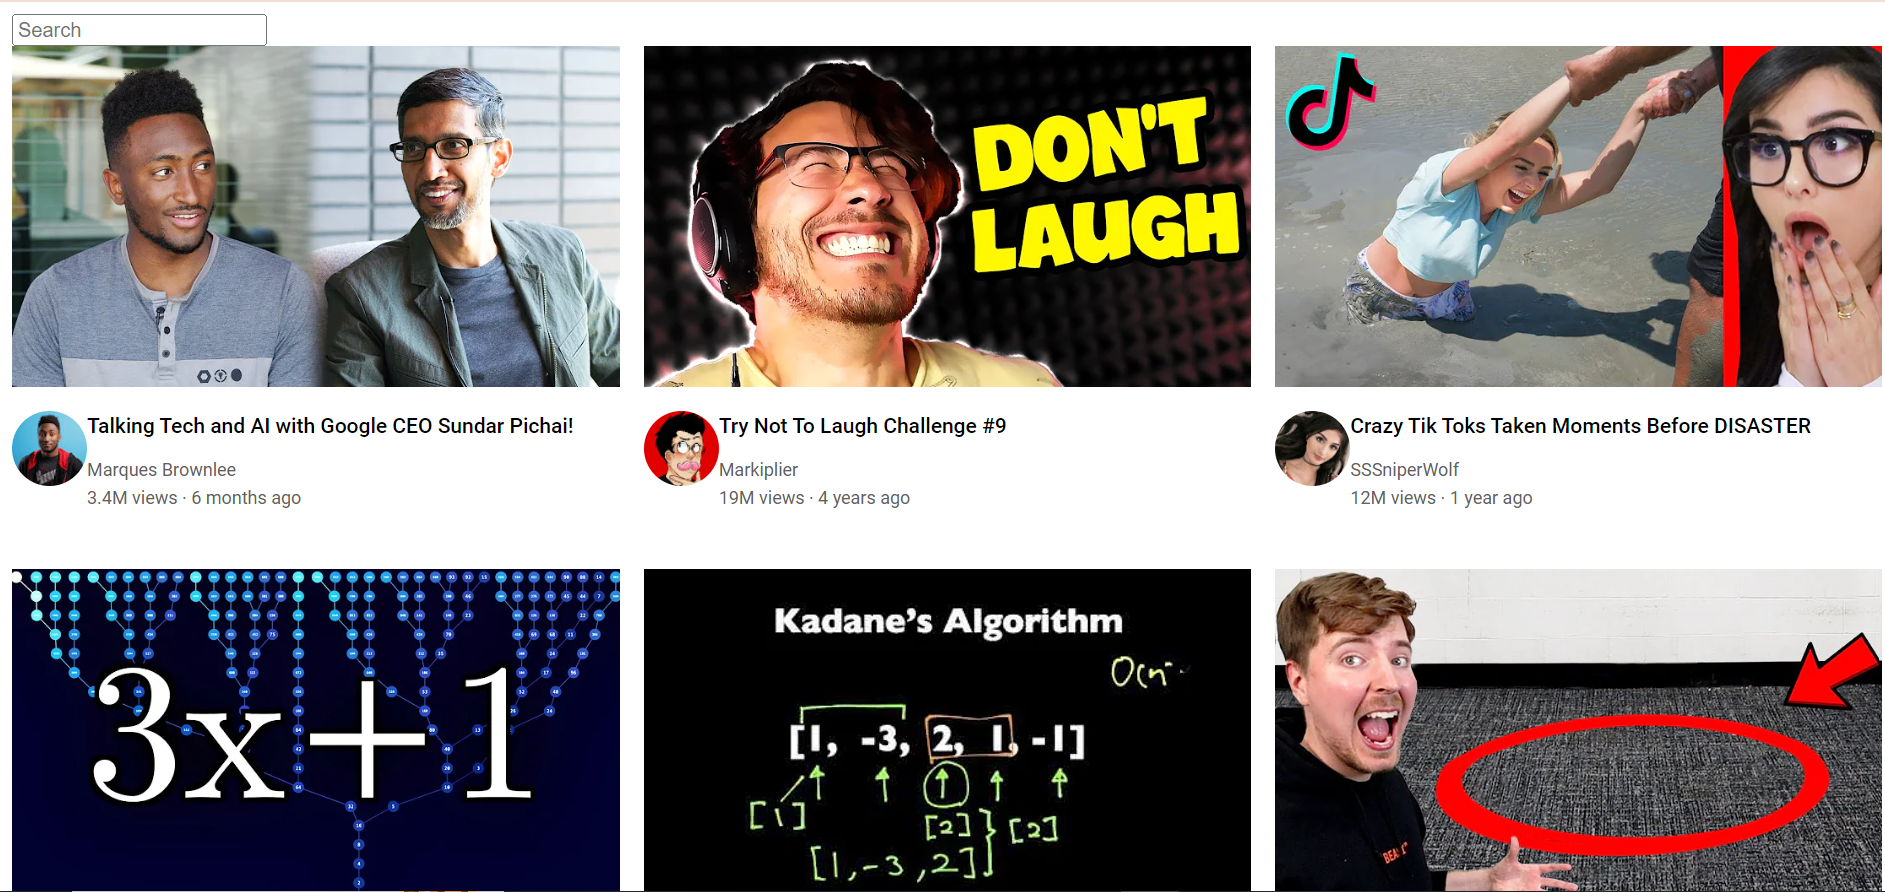 Search
DON'T
LAUGH
Talking Tech and AI with Google CEO Sundar Pichai!
Marques Brownlee
3.4M views · 6 months ago
Try Not To Laugh Challenge #9
Markiplier
19M views · 4 years ago
Crazy Tik Toks Taken Moments Before DISASTER
SSSniperWolf
12M views · 1 year ago
3x+1
Kadane's Algorithm
[1, -3, 2, 1, -1]
[1]
[2]
[2]
[1, -3, 2]